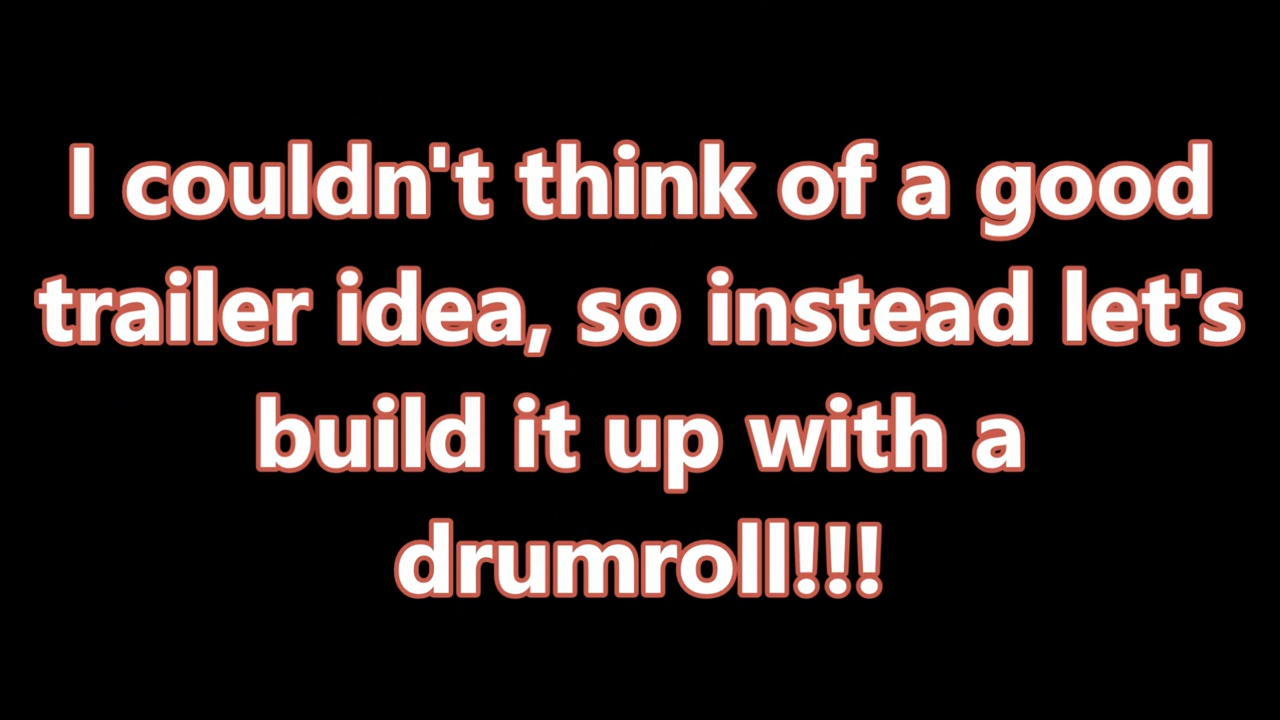 I couldn't think of a good
trailer idea, so instead let's
build it up with a
drumroll!!!